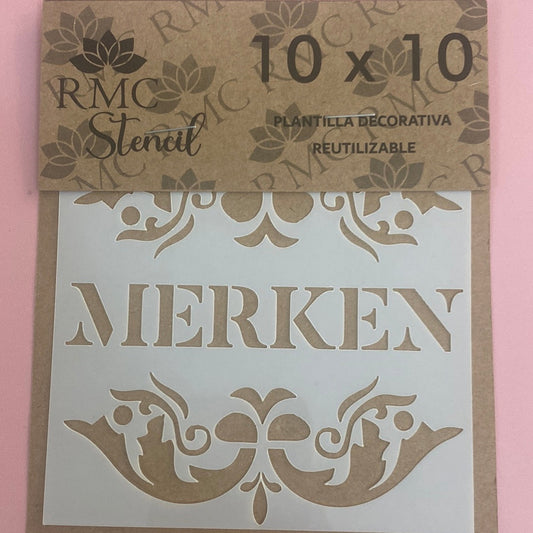 RMC
Stencil
10 x 10
PLANTILLA DECORATIVA
REUTILIZABLE
MERKEN